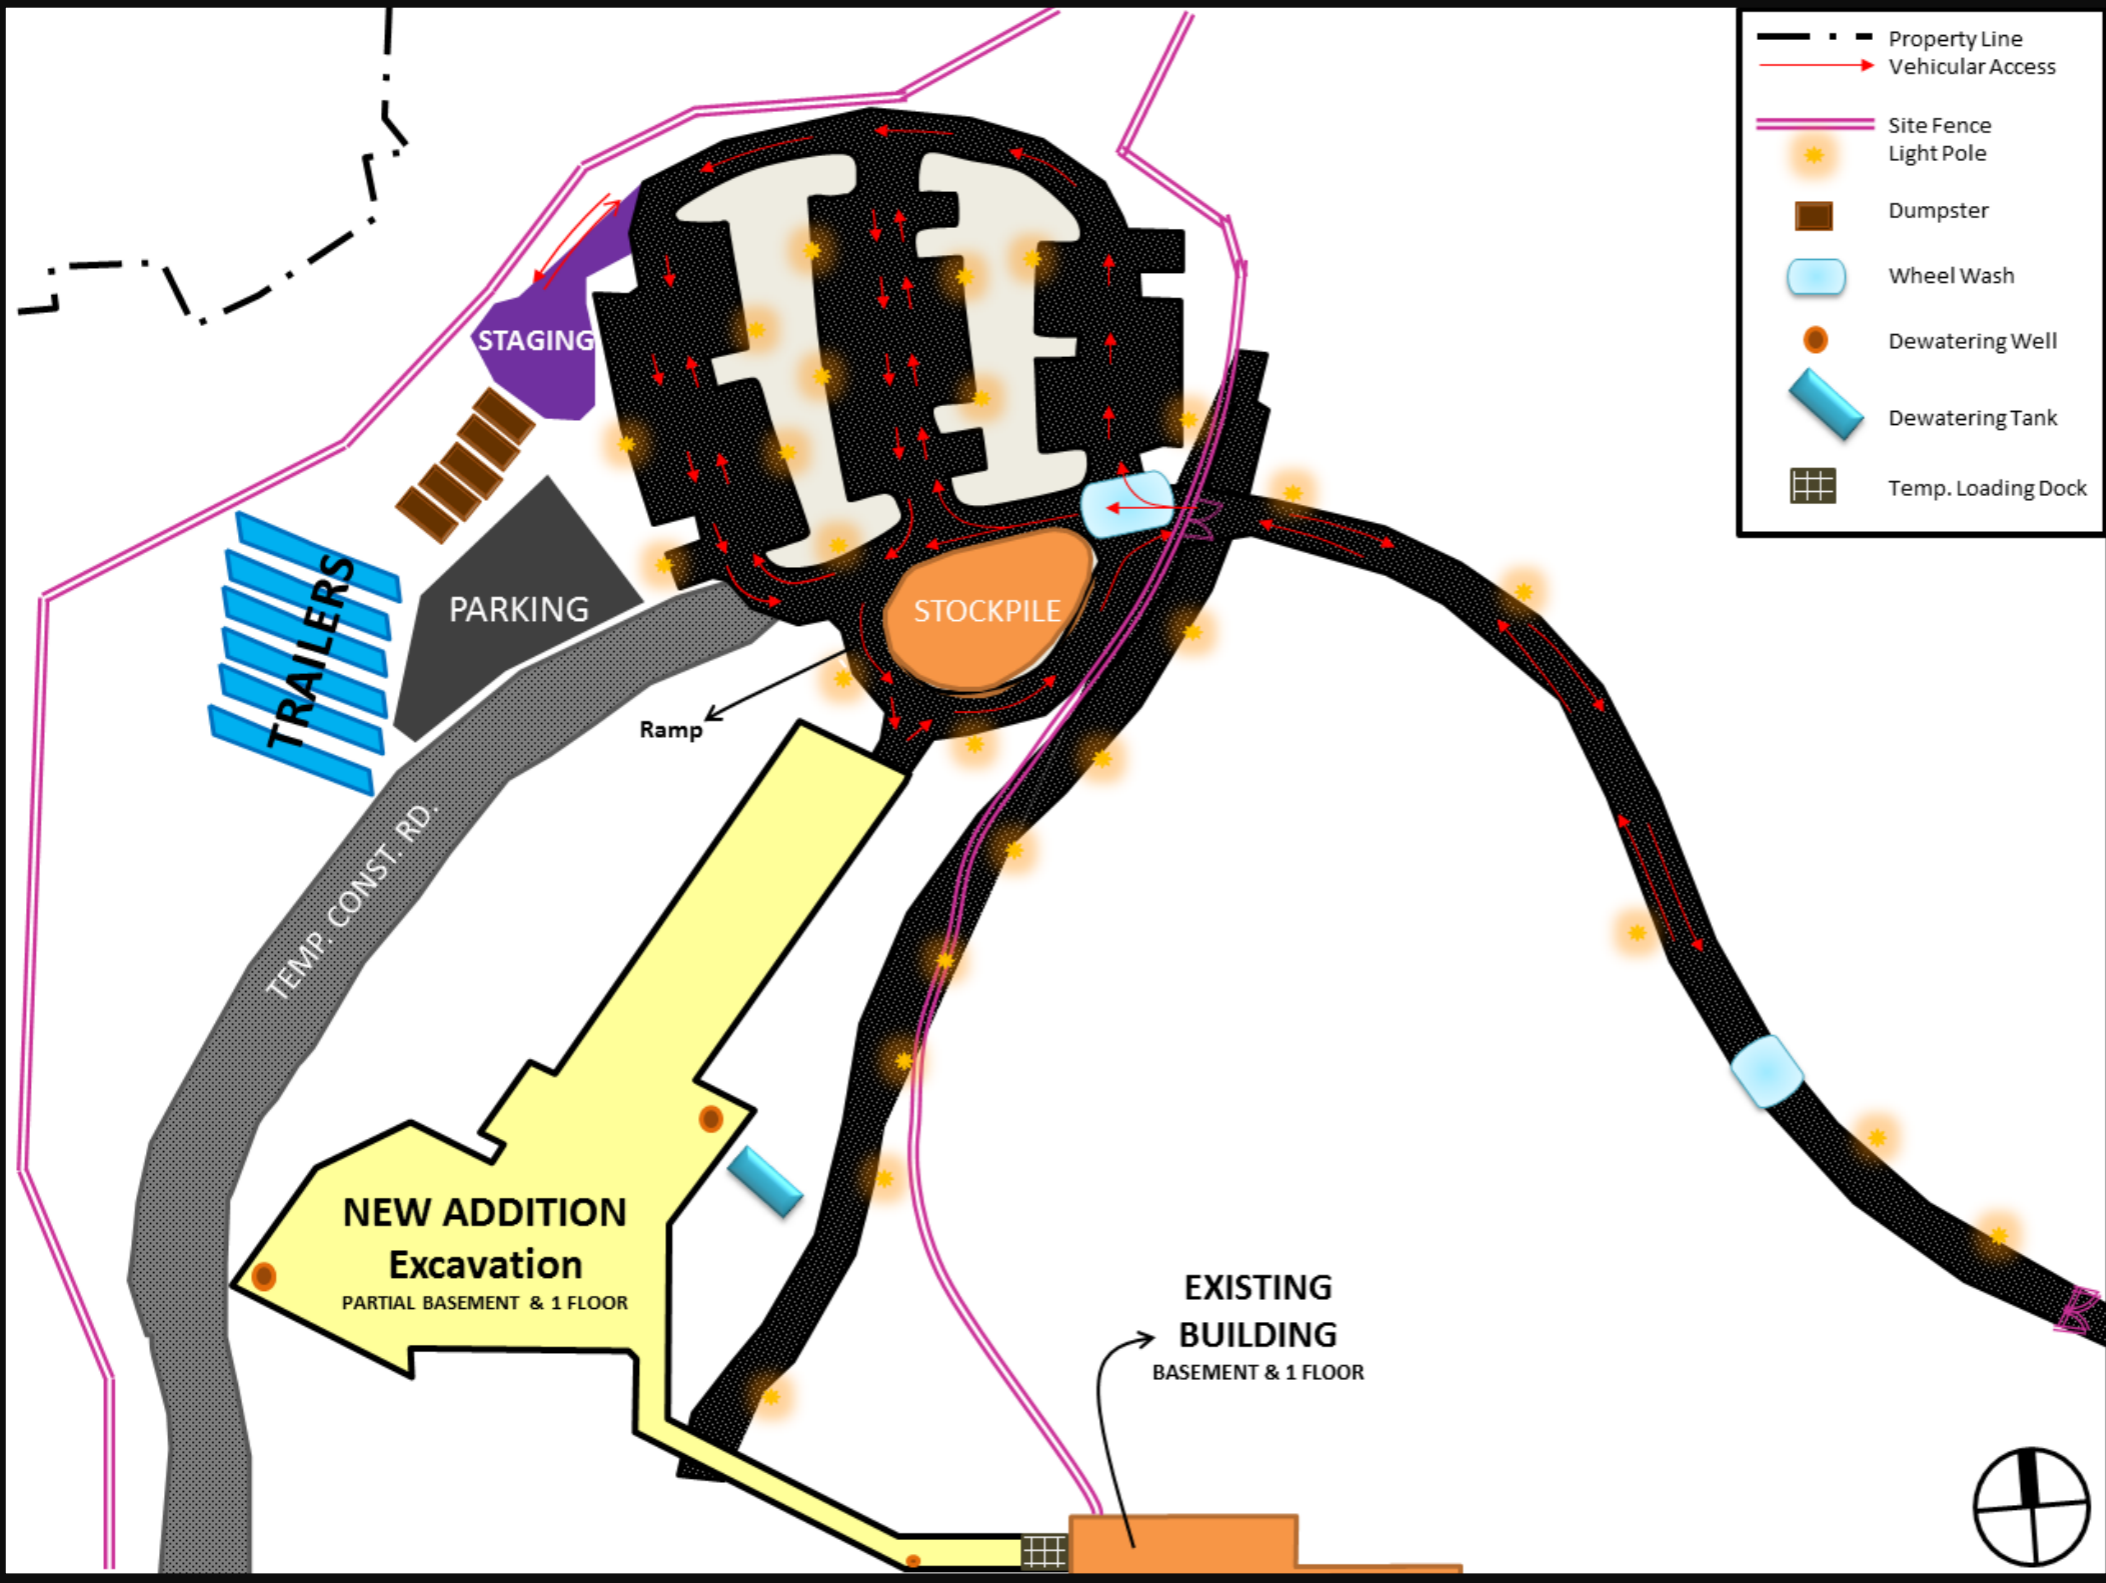 Property Line
Vehicular Access
Site Fence
Light Pole
Dumpster
Wheel Wash
Dewatering Well
Dewatering Tank
Temp. Loading Dock
STAGING
TRAILERS
PARKING
STOCKPILE
Ramp
TEMP. CONST. RD.
NEW ADDITION
Excavation
PARTIAL BASEMENT & 1 FLOOR
EXISTING
BUILDING
BASEMENT & 1 FLOOR